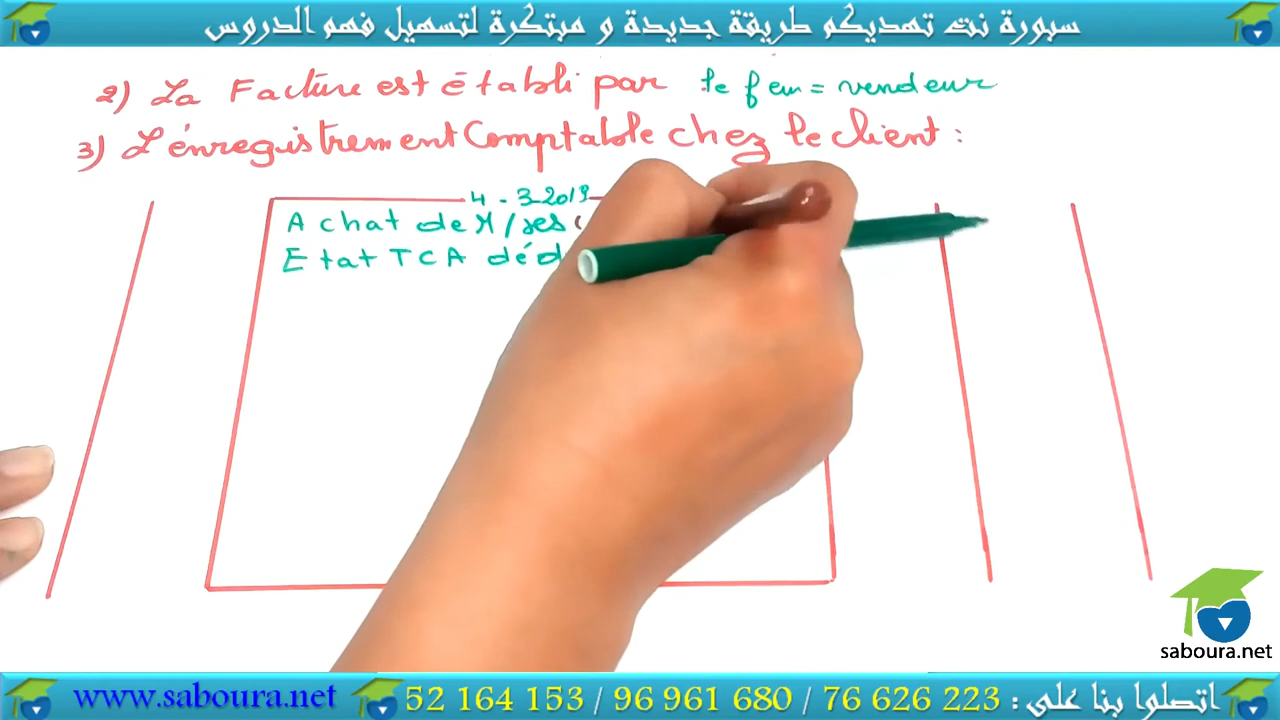 سبورة نت تهديكم طريقة جديدة و مبتكرة لتسهيل فهم الدروس
2) La Facture est établi par le feur = vendeur
3) L'énregistrement Comptable chez le client :
4-3-2019
Achat de M/ses (
Etat TCA déd
saboura.net
www.saboura.net 52 164 153 / 96 961 680 / 76 626 223 : اتصلوا بنا على